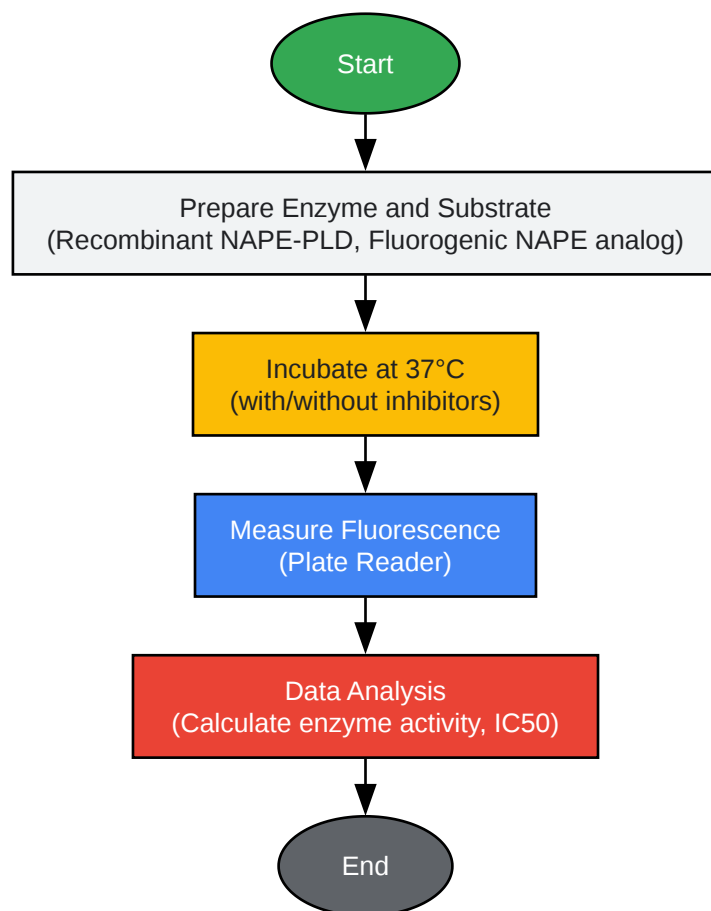 Start
Prepare Enzyme and Substrate
(Recombinant NAPE-PLD, Fluorogenic NAPE analog)
Incubate at 37°C
(with/without inhibitors)
Measure Fluorescence
(Plate Reader)
Data Analysis
(Calculate enzyme activity, IC50)
End